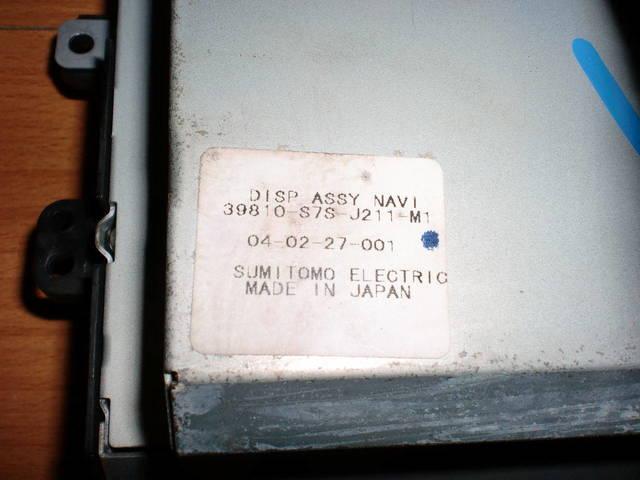 DISP ASSY NAVI
39810-S7S-J211-M1
04-02-27-001
SUMITOMO ELECTRIC
MADE IN JAPAN